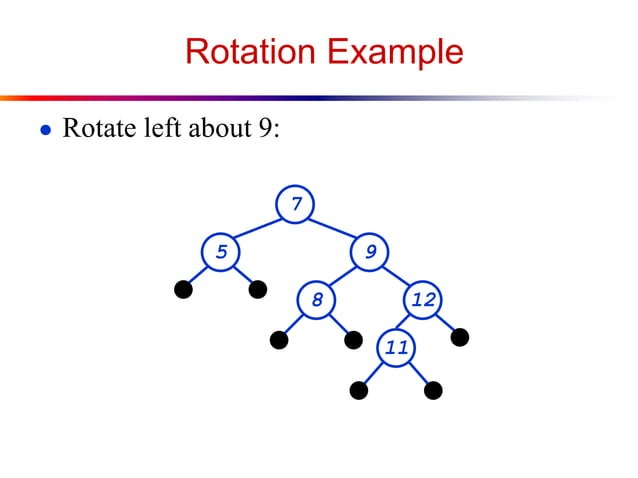 Rotation Example
● Rotate left about 9:
7
5 9
8 12
11